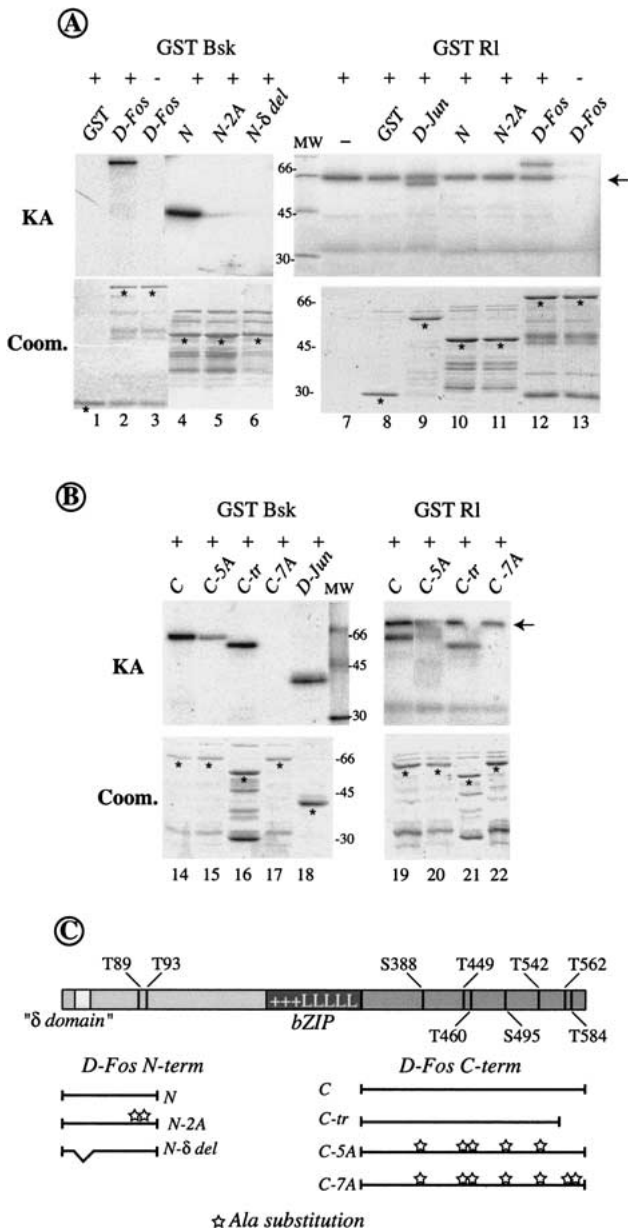 A
GST Bsk
GST Rl
+ + - + + + + + + + + + -
GST D-Fos D-Fos N N-2A N-δ del MW – GST D-Jun N N-2A D-Fos D-Fos
KA
66-
45-
30-
Coom.
66-
45-
30-
* * * * * * * * * * * *
1 2 3 4 5 6 7 8 9 10 11 12 13
B
GST Bsk
GST Rl
+ + + + + + + + +
C C-5A C-tr C-7A D-Jun MW C C-5A C-tr C-7A
KA
-66
-45
-30
Coom.
-66
-45
-30
* * * * * * * * *
14 15 16 17 18 19 20 21 22
C
T89 T93 S388 T449 T542 T562
+++LLLLL
"δ domain" bZIP T460 S495 T584
D-Fos N-term D-Fos C-term
N
C
N-2A
C-tr
N-δ del
C-5A
C-7A
☆ Ala substitution